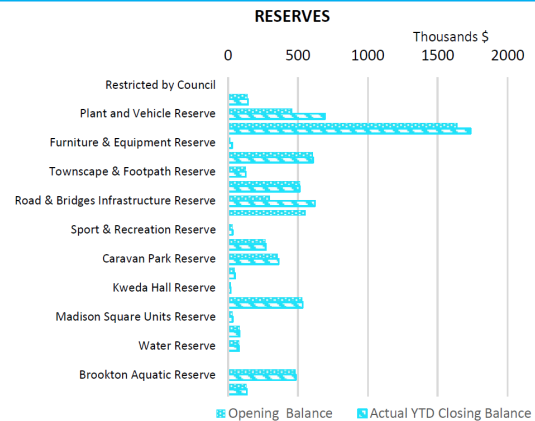 RESERVES
Thousands $
0 500 1000 1500 2000
Restricted by Council
Plant and Vehicle Reserve
Furniture & Equipment Reserve
Townscape & Footpath Reserve
Road & Bridges Infrastructure Reserve
Sport & Recreation Reserve
Caravan Park Reserve
Kweda Hall Reserve
Madison Square Units Reserve
Water Reserve
Brookton Aquatic Reserve
Opening Balance Actual YTD Closing Balance